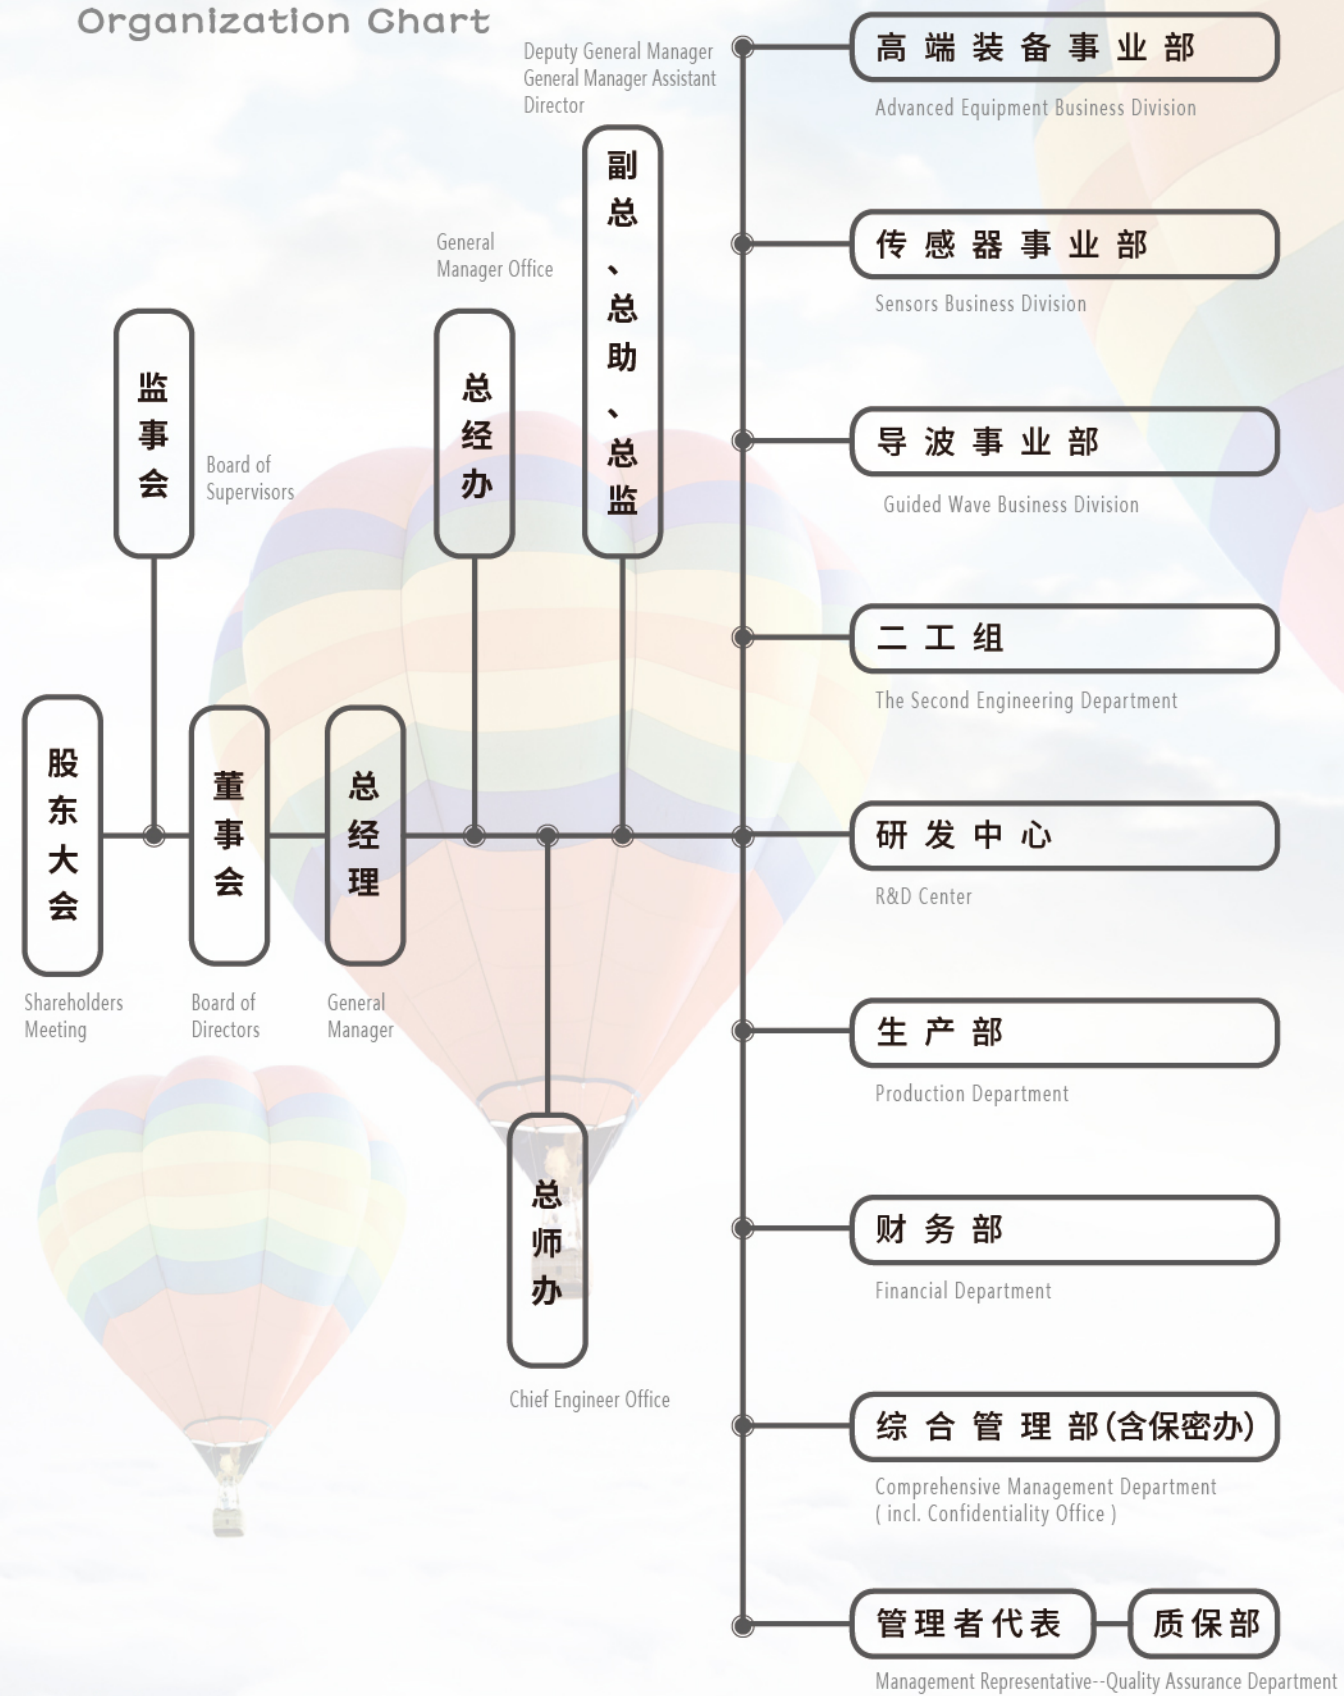 Organization Chart
Deputy General Manager
General Manager Assistant
Director
副总、总助、总监
General
Manager Office
总经办
监事会
Board of
Supervisors
股东大会
Shareholders
Meeting
董事会
Board of
Directors
总经理
General
Manager
总师办
Chief Engineer Office
高端装备事业部
Advanced Equipment Business Division
传感器事业部
Sensors Business Division
导波事业部
Guided Wave Business Division
二工组
The Second Engineering Department
研发中心
R&D Center
生产部
Production Department
财务部
Financial Department
综合管理部(含保密办)
Comprehensive Management Department
( incl. Confidentiality Office )
管理者代表
质保部
Management Representative--Quality Assurance Department